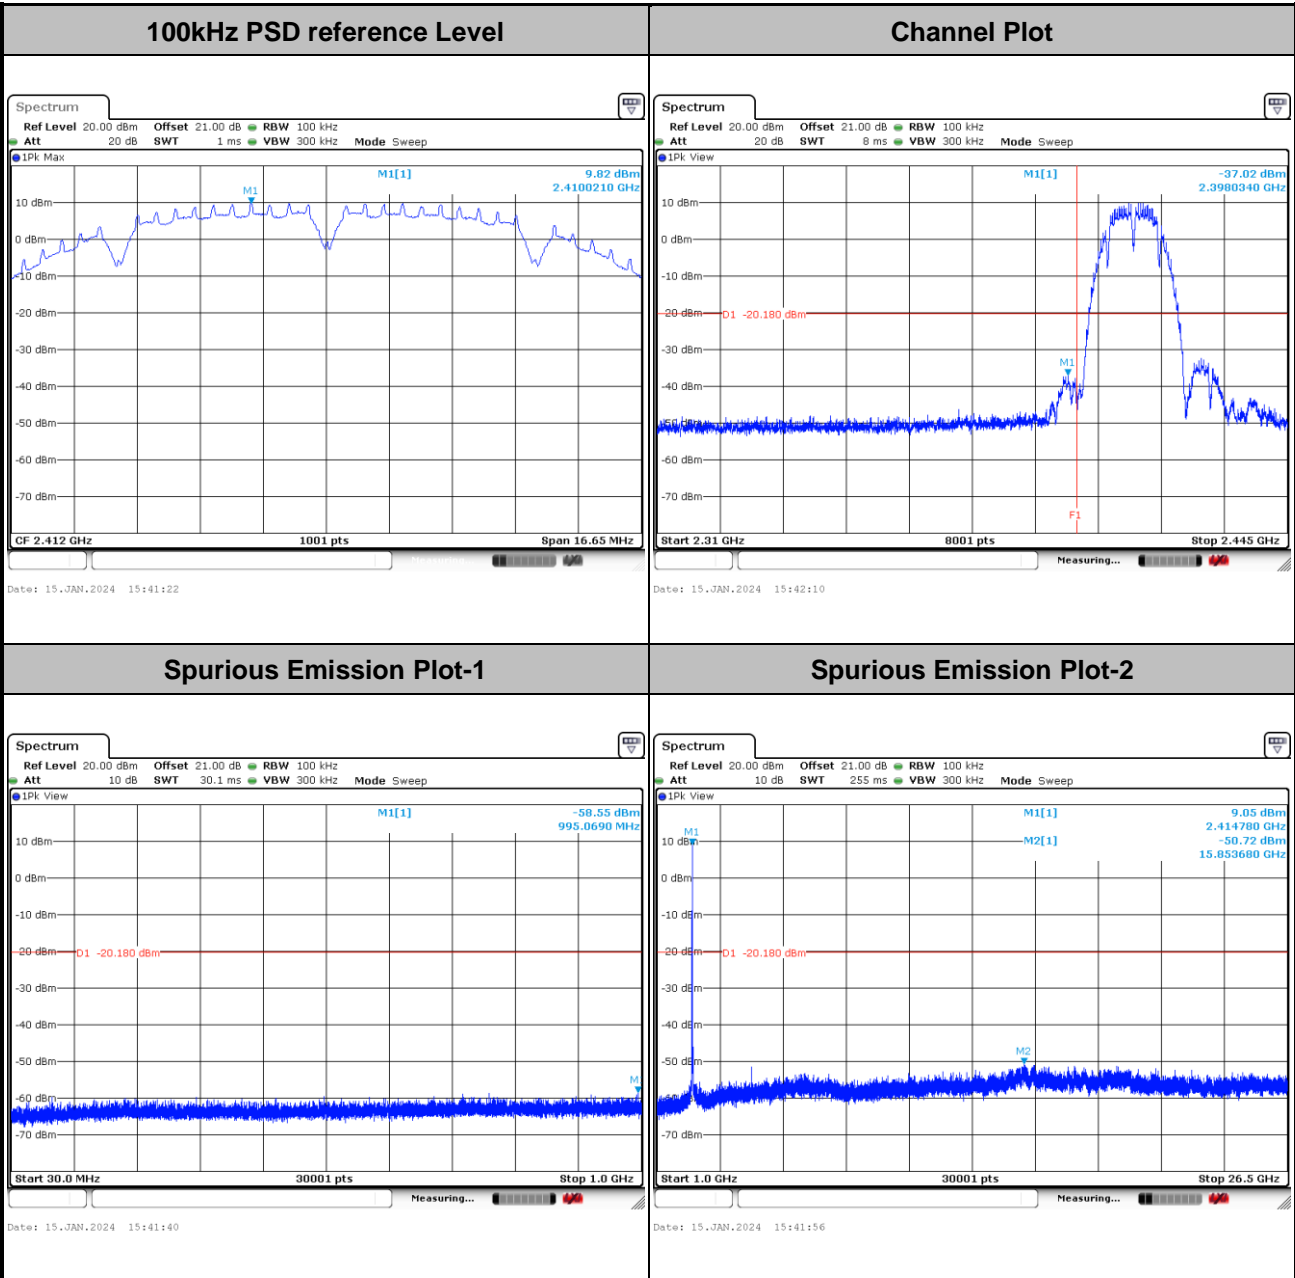 100kHz PSD reference Level
Channel Plot
Spectrum
Ref Level 20.00 dBm Offset 21.00 dB RBW 100 kHz
Att 20 dB SWT 1 ms VBW 300 kHz Mode Sweep
1Pk Max
M1[1] 9.82 dBm
2.4100210 GHz
M1
10 dBm
0 dBm
-10 dBm
-20 dBm
-30 dBm
-40 dBm
-50 dBm
-60 dBm
-70 dBm
CF 2.412 GHz 1001 pts Span 16.65 MHz
Measuring...
Date: 15.JAN.2024 15:41:22
Spectrum
Ref Level 20.00 dBm Offset 21.00 dB RBW 100 kHz
Att 20 dB SWT 8 ms VBW 300 kHz Mode Sweep
1Pk View
M1[1] -37.02 dBm
2.3980340 GHz
10 dBm
0 dBm
-10 dBm
-20 dBm
D1 -20.180 dBm
-30 dBm
M1
-40 dBm
-50 dBm
-60 dBm
-70 dBm
F1
Start 2.31 GHz 8001 pts Stop 2.445 GHz
Measuring...
Date: 15.JAN.2024 15:42:10
Spurious Emission Plot-1
Spurious Emission Plot-2
Spectrum
Ref Level 20.00 dBm Offset 21.00 dB RBW 100 kHz
Att 10 dB SWT 30.1 ms VBW 300 kHz Mode Sweep
1Pk View
M1[1] -58.55 dBm
995.0690 MHz
10 dBm
0 dBm
-10 dBm
-20 dBm
D1 -20.180 dBm
-30 dBm
-40 dBm
-50 dBm
M
-60 dBm
-70 dBm
Start 30.0 MHz 30001 pts Stop 1.0 GHz
Measuring...
Date: 15.JAN.2024 15:41:40
Spectrum
Ref Level 20.00 dBm Offset 21.00 dB RBW 100 kHz
Att 10 dB SWT 255 ms VBW 300 kHz Mode Sweep
1Pk View
M1[1] 9.05 dBm
2.414780 GHz
M2[1] -50.72 dBm
15.853680 GHz
M1
10 dBm
0 dBm
-10 dBm
-20 dBm
D1 -20.180 dBm
-30 dBm
-40 dBm
-50 dBm
M2
-60 dBm
-70 dBm
Start 1.0 GHz 30001 pts Stop 26.5 GHz
Measuring...
Date: 15.JAN.2024 15:41:56